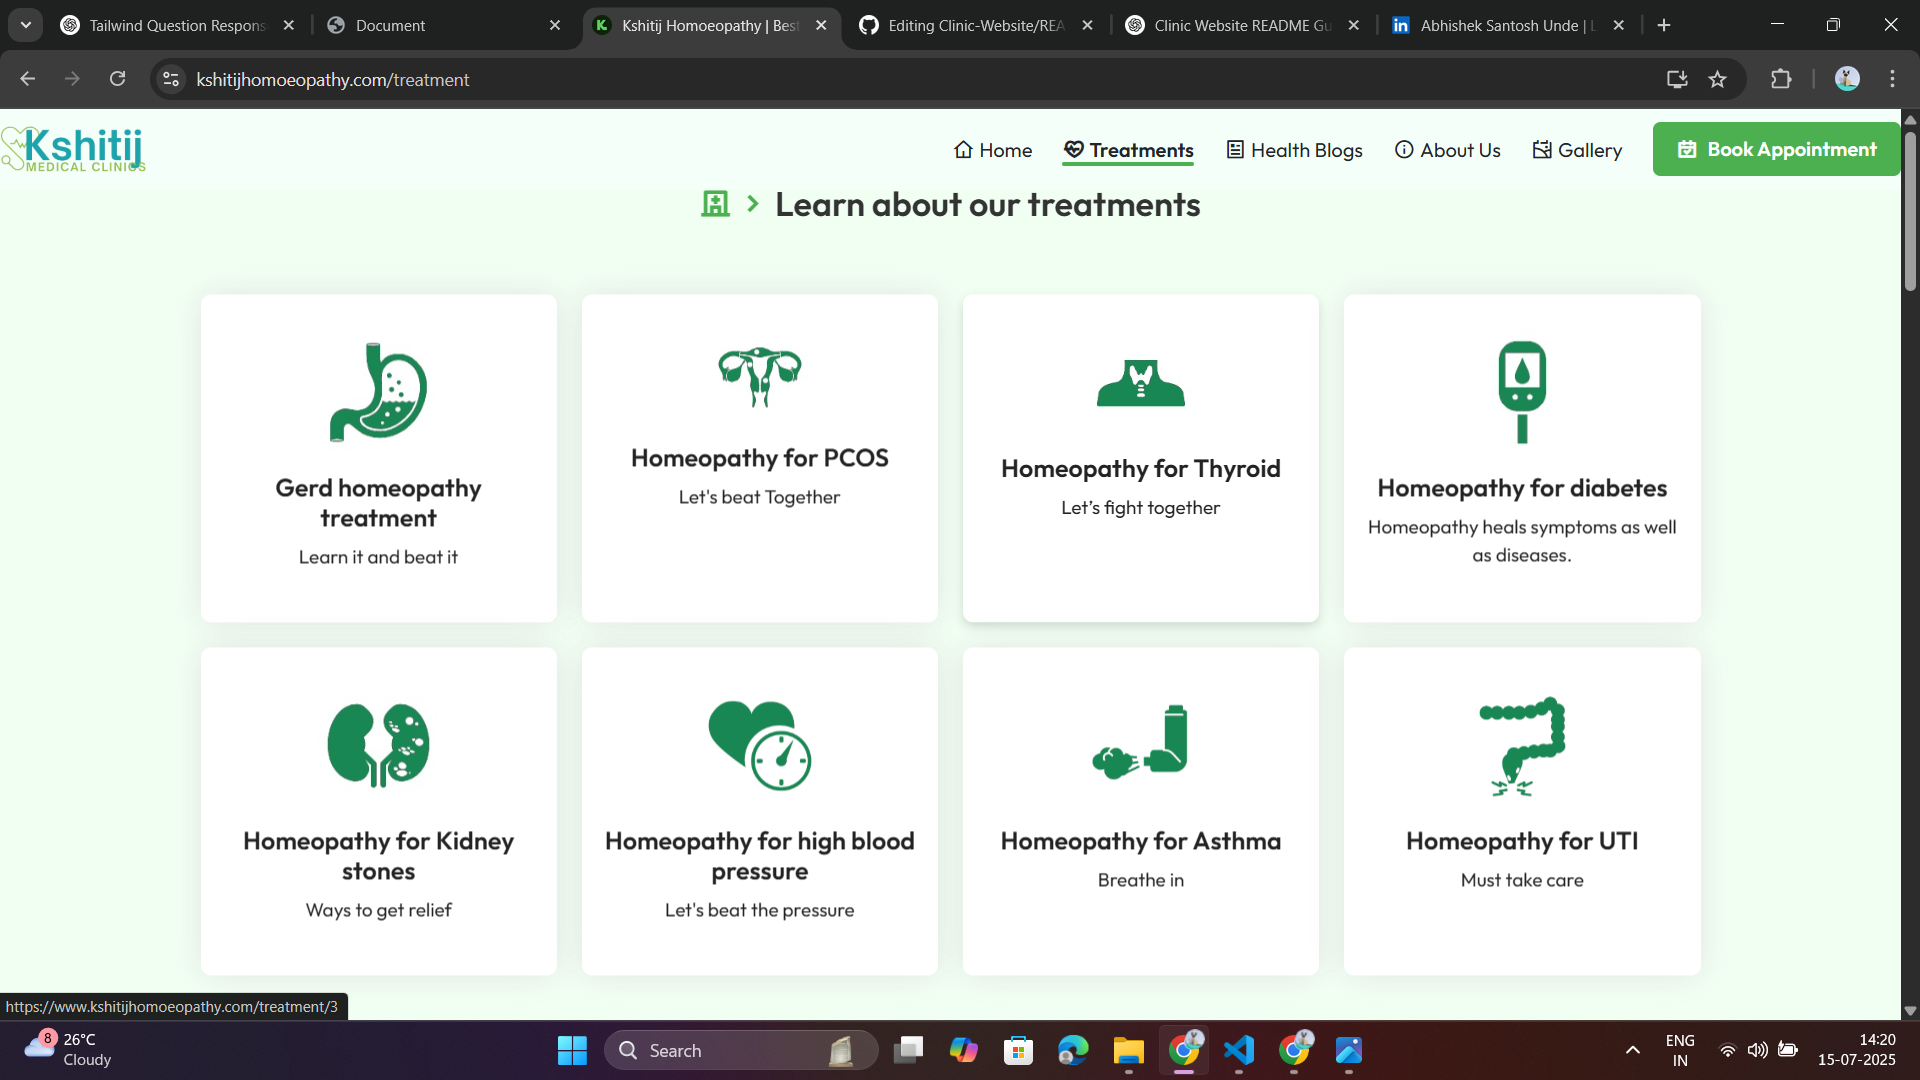 Tailwind Question Respons
Document
Kshitij Homoeopathy | Best
Editing Clinic-Website/REA
Clinic Website README Gu
Abhishek Santosh Unde | L
kshitijhomoeopathy.com/treatment
Kshitij
MEDICAL CLINICS
Home
Treatments
Health Blogs
About Us
Gallery
Book Appointment
Learn about our treatments
Gerd homeopathy
treatment
Learn it and beat it
Homeopathy for PCOS
Let's beat Together
Homeopathy for Thyroid
Let’s fight together
Homeopathy for diabetes
Homeopathy heals symptoms as well
as diseases.
Homeopathy for Kidney
stones
Ways to get relief
Homeopathy for high blood
pressure
Let's beat the pressure
Homeopathy for Asthma
Breathe in
Homeopathy for UTI
Must take care
https://www.kshitijhomoeopathy.com/treatment/3
8
26°C
Cloudy
Search
ENG
IN
14:20
15-07-2025